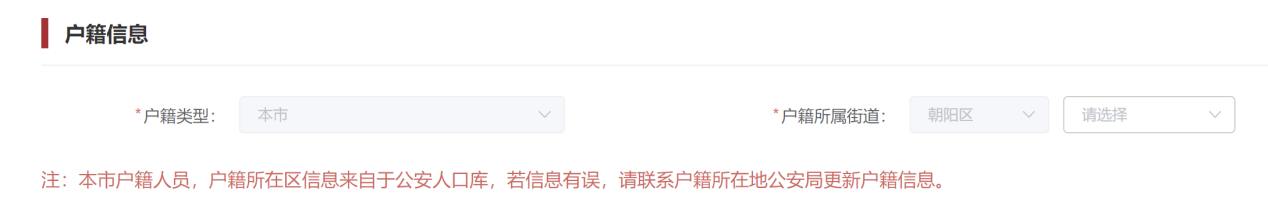 户籍信息
*户籍类型： 本市 *户籍所属街道： 朝阳区 请选择
注：本市户籍人员，户籍所在区信息来自于公安人口库，若信息有误，请联系户籍所在地公安局更新户籍信息。